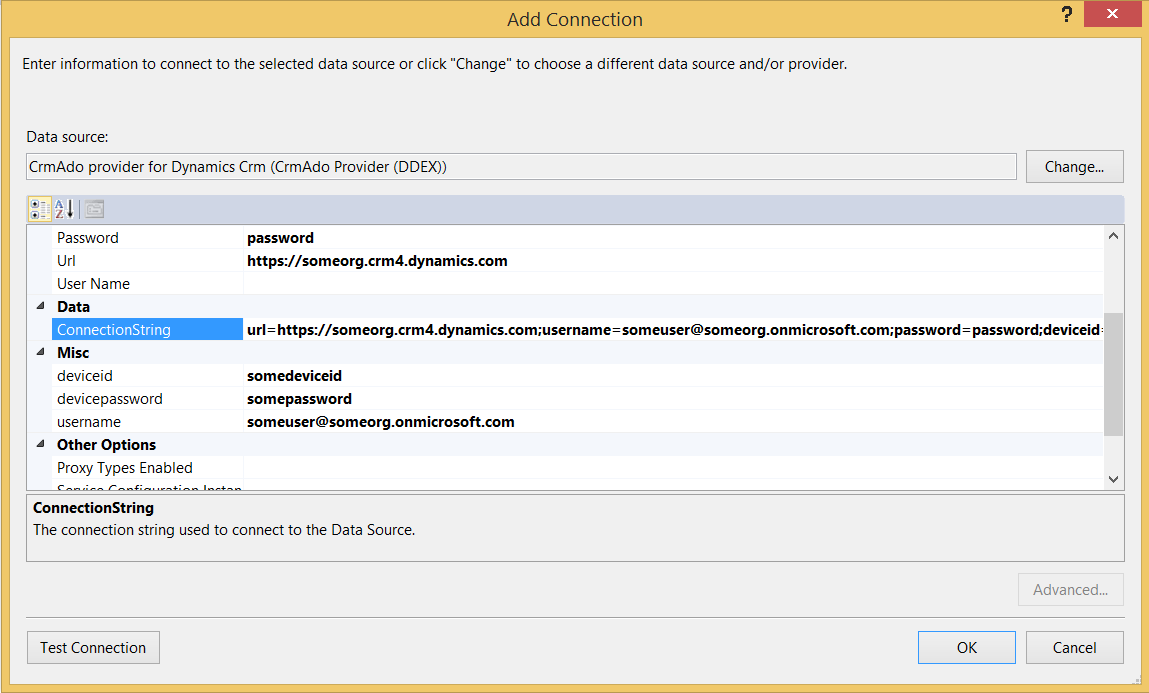 Add Connection
?
Enter information to connect to the selected data source or click "Change" to choose a different data source and/or provider.
Data source:
CrmAdo provider for Dynamics Crm (CrmAdo Provider (DDEX))
Change...
A
Z
Password password
Url https://someorg.crm4.dynamics.com
User Name
Data
ConnectionString url=https://someorg.crm4.dynamics.com;username=someuser@someorg.onmicrosoft.com;password=password;deviceid=
Misc
deviceid somedeviceid
devicepassword somepassword
username someuser@someorg.onmicrosoft.com
Other Options
Proxy Types Enabled
Service Configuration Instan
ConnectionString
The connection string used to connect to the Data Source.
Advanced...
Test Connection
OK
Cancel